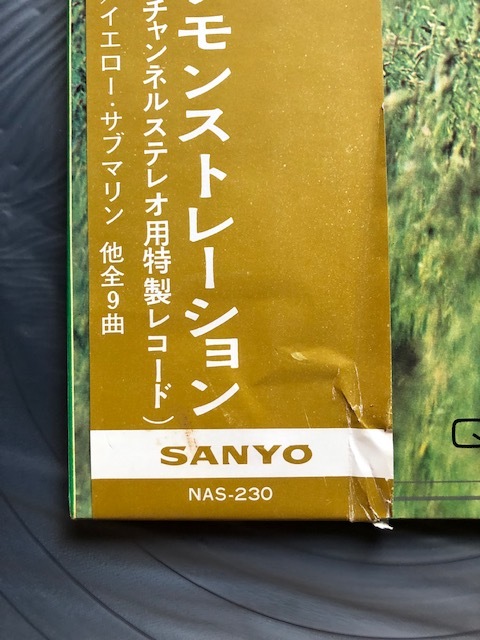 モンストレーション
チャンネルステレオ用特製レコード)
イエロー・サブマリン 他全9曲
SANYO
NAS-230